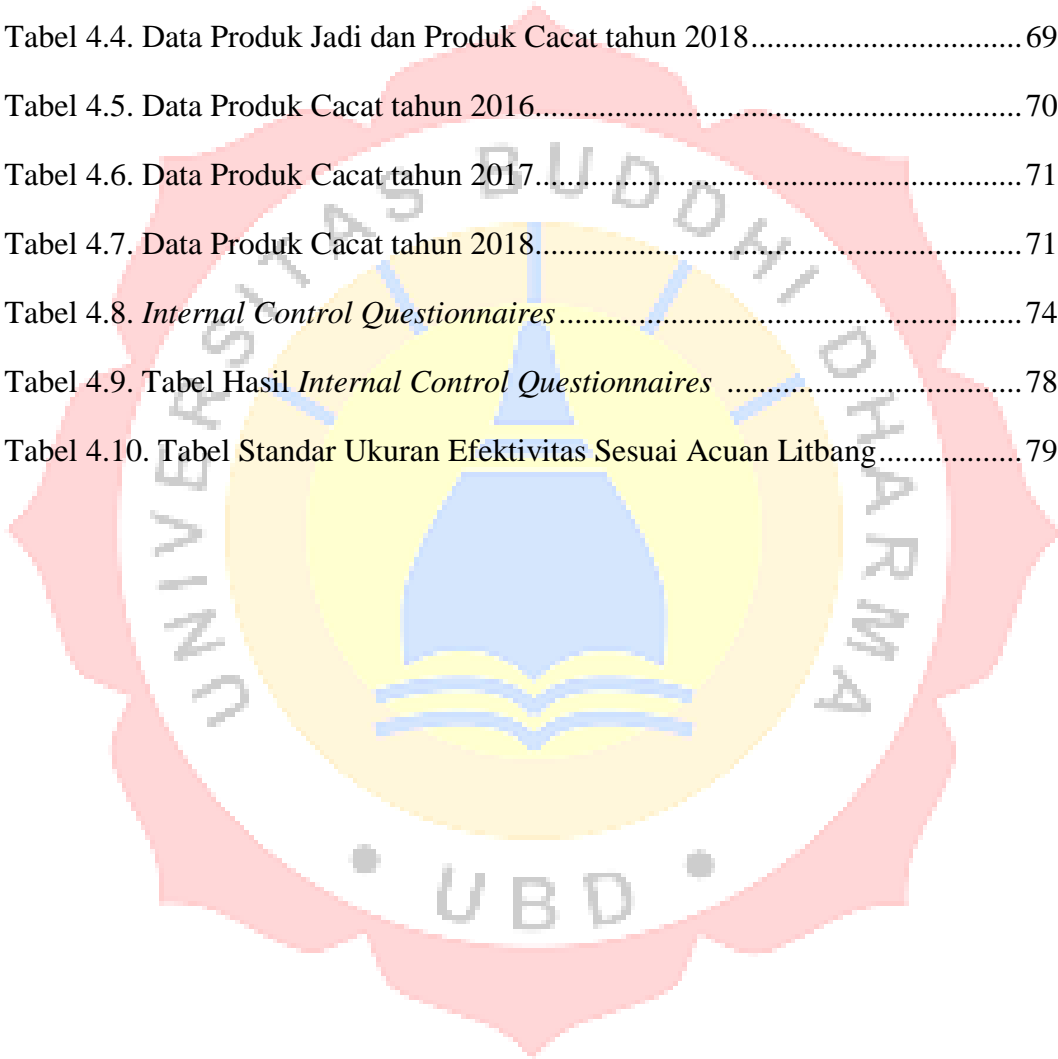 Tabel 4.4. Data Produk Jadi dan Produk Cacat tahun 2018............................................69
Tabel 4.5. Data Produk Cacat tahun 2016..............................................................................70
Tabel 4.6. Data Produk Cacat tahun 2017..............................................................................71
Tabel 4.7. Data Produk Cacat tahun 2018..............................................................................71
Tabel 4.8. Internal Control Questionnaires..........................................................................74
Tabel 4.9. Tabel Hasil Internal Control Questionnaires ................................................78
Tabel 4.10. Tabel Standar Ukuran Efektivitas Sesuai Acuan Litbang.......................79
UNIVERSITAS BUDDHI DHARMA
• UBD •